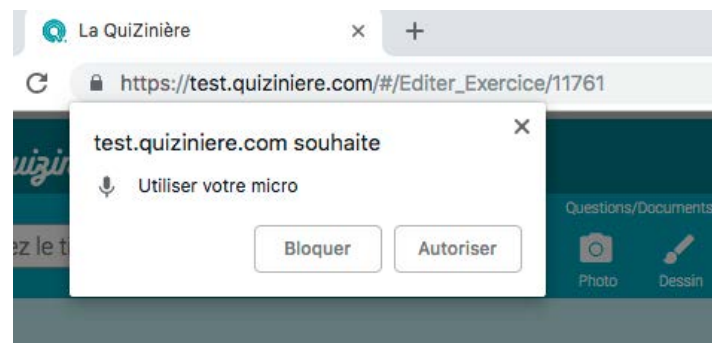 La QuiZinière
https://test.quiziniere.com/#/Editer_Exercice/11761
test.quiziniere.com souhaite
Utiliser votre micro
Bloquer Autoriser
Questions/Documents
Photo Dessin